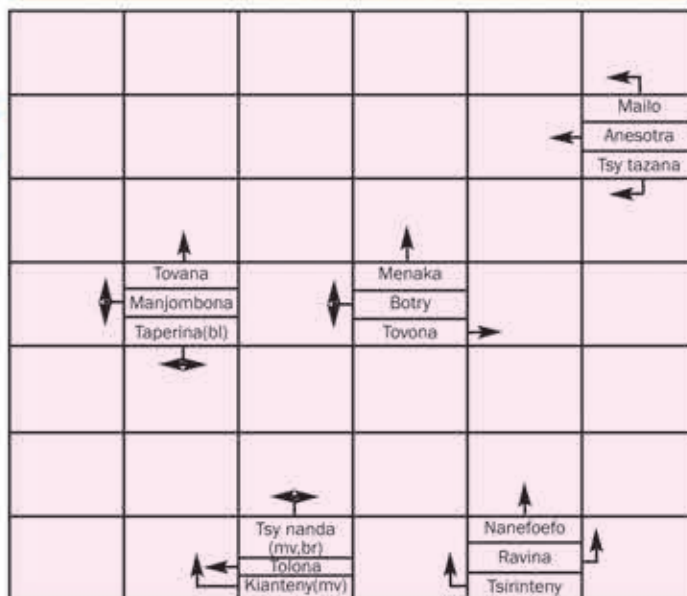 Mailo
Anesotra
Tsy tazana
Tovana
Manjombona
Taperina(bl)
Menaka
Botry
Tovona
Tsy nanda
(mv,br)
Tolona
Kianteny(mv)
Nanefoefo
Ravina
Tsirinteny